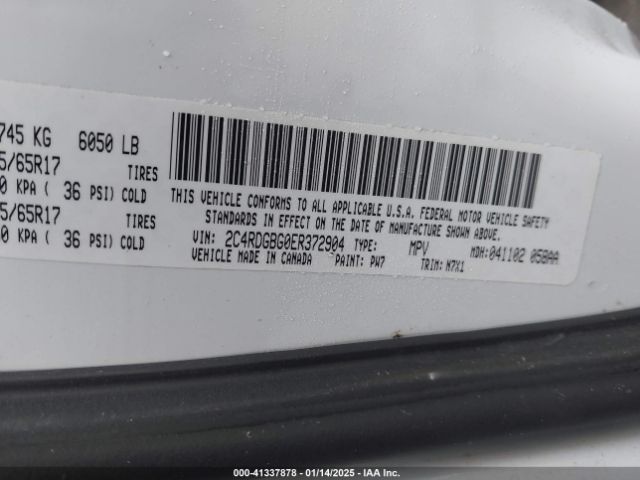 745 KG 6050 LB
5/65R17 TIRES
0 KPA ( 36 PSI) COLD
5/65R17 TIRES
0 KPA ( 36 PSI) COLD
THIS VEHICLE CONFORMS TO ALL APPLICABLE U.S.A. FEDERAL MOTOR VEHICLE SAFETY
STANDARDS IN EFFECT ON THE DATE OF MANUFACTURE SHOWN ABOVE.
VIN: 2C4RDGBG0ER372904 TYPE: MPV MDH: 041102 05BAA
VEHICLE MADE IN CANADA PAINT: PW7 TRIM: M7X1
000-41337878 — 01/14/2025 — IAA Inc.